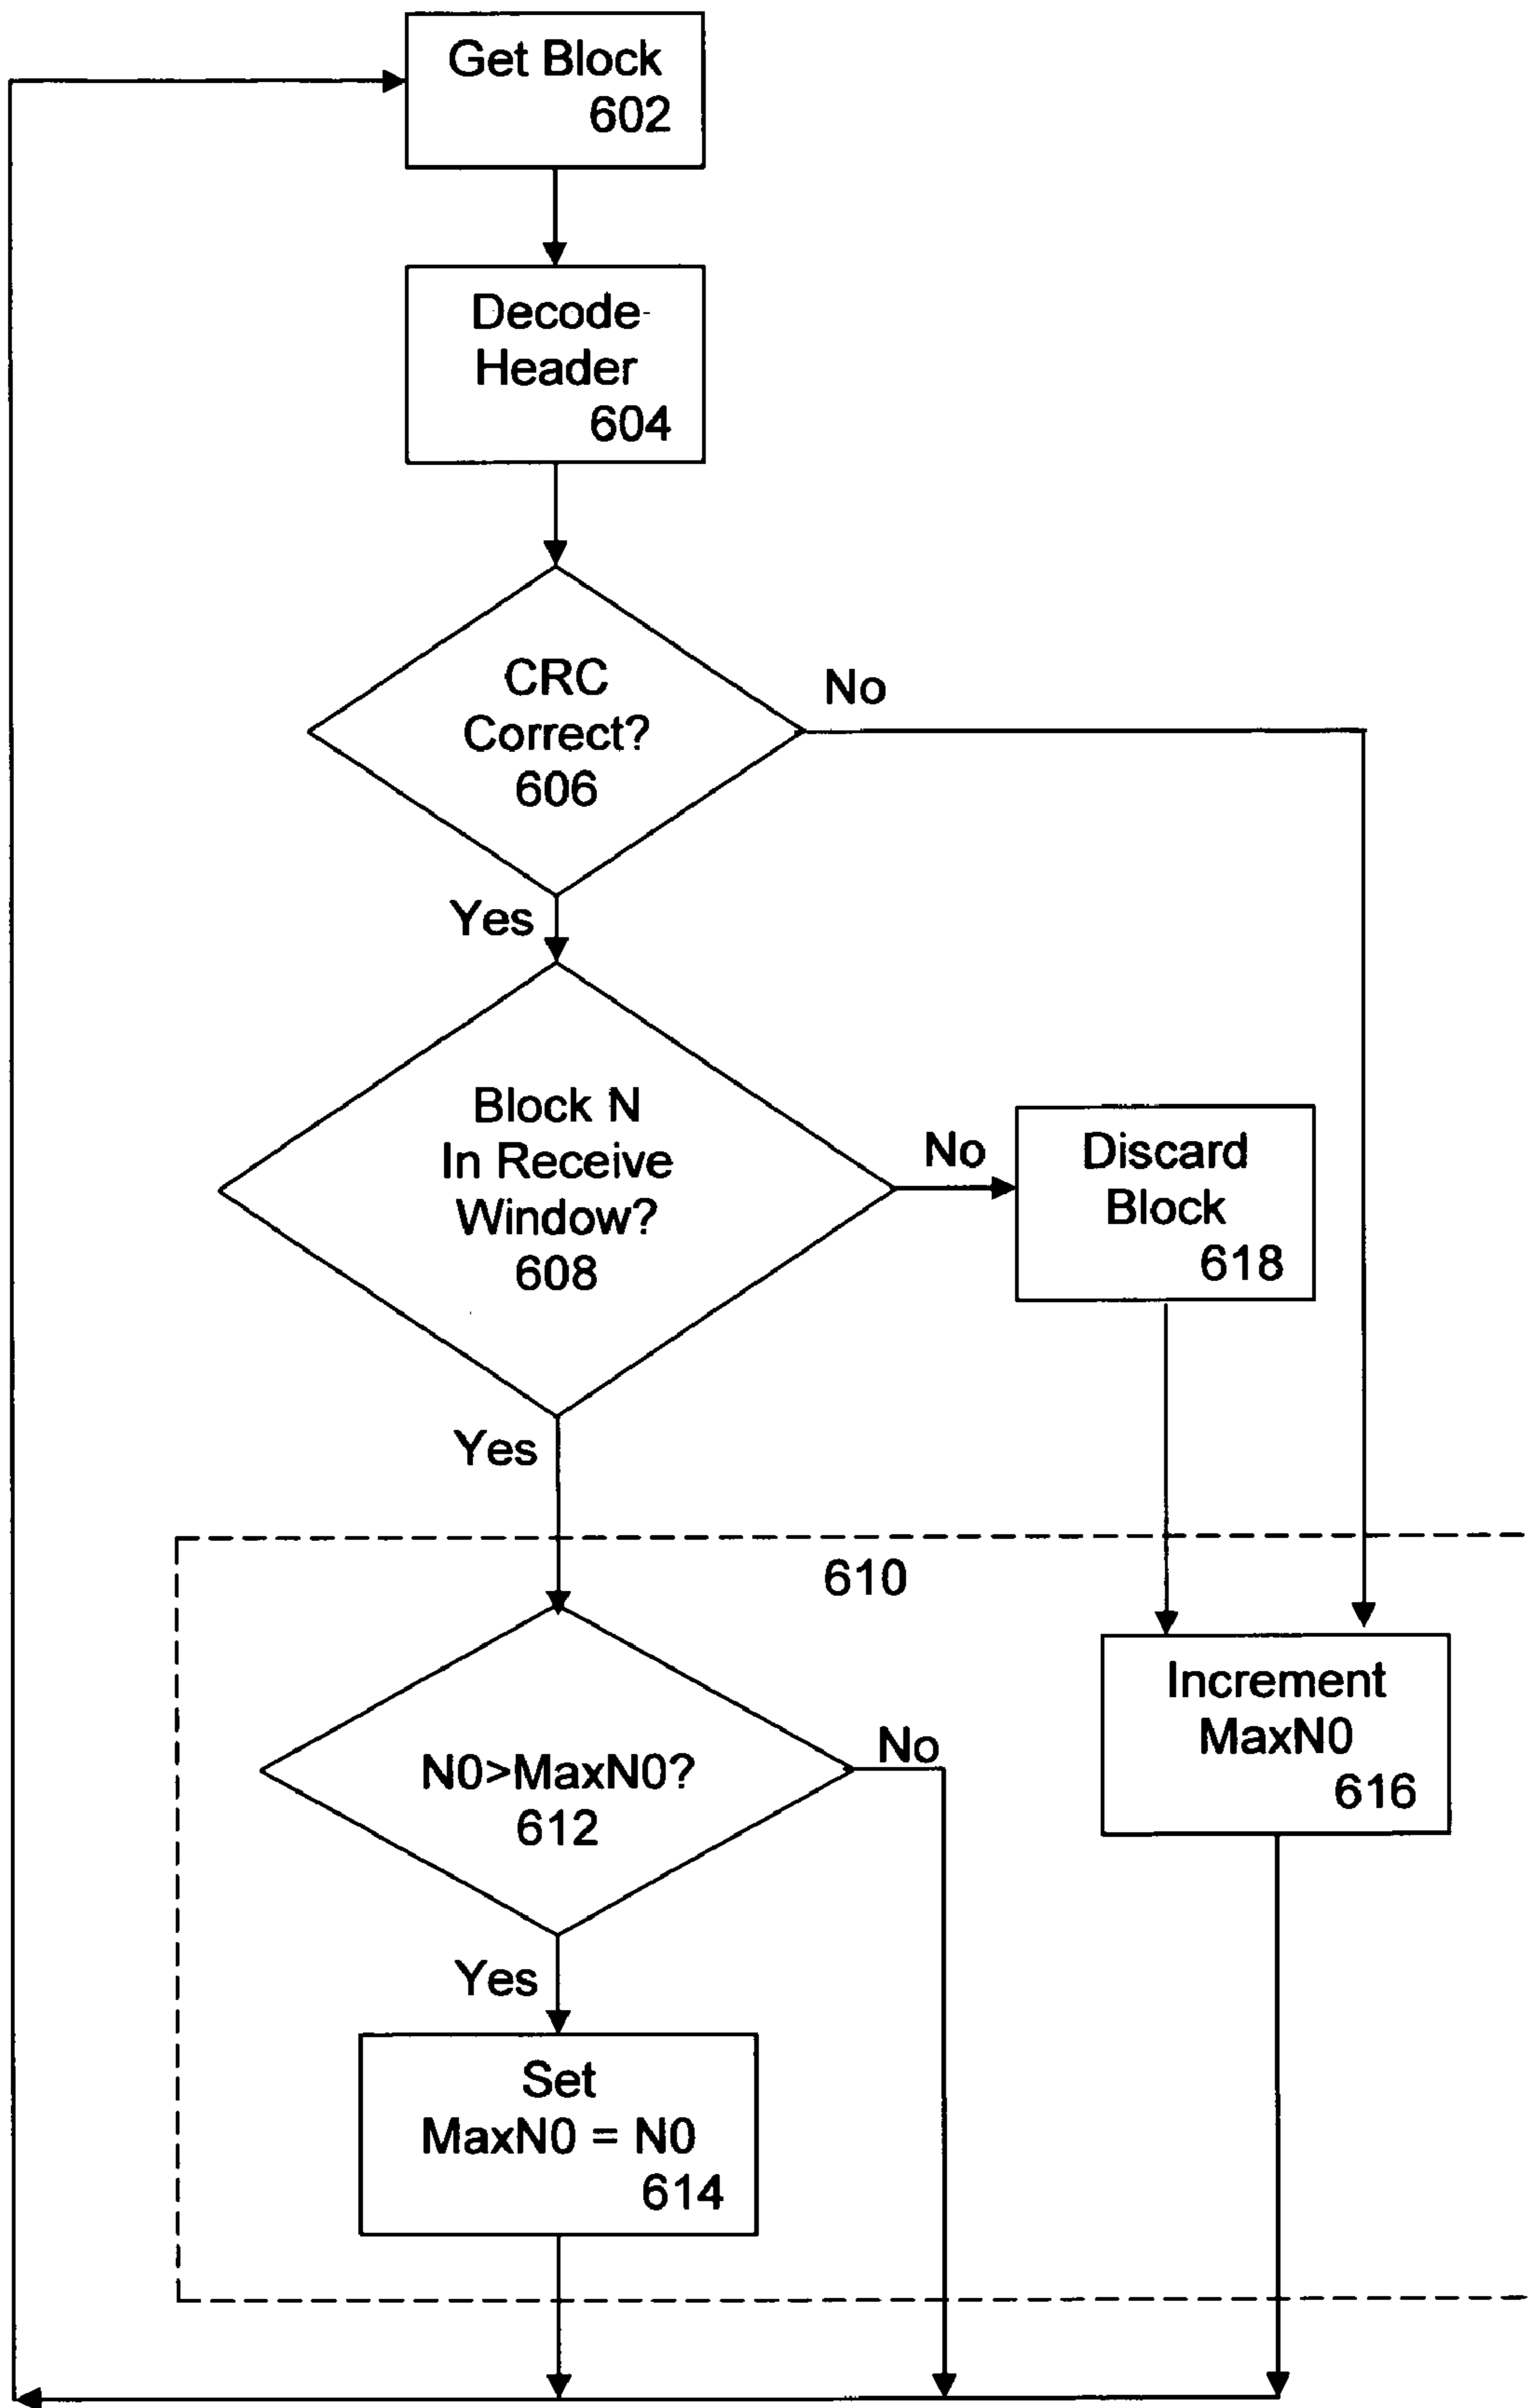 Get Block
602
Decode
Header
604
CRC
Correct?
606
No
Yes
Block N
In Receive
Window?
608
No
Discard
Block
618
Yes
610
N0>MaxN0?
612
No
Increment
MaxN0
616
Yes
Set
MaxN0 = N0
614